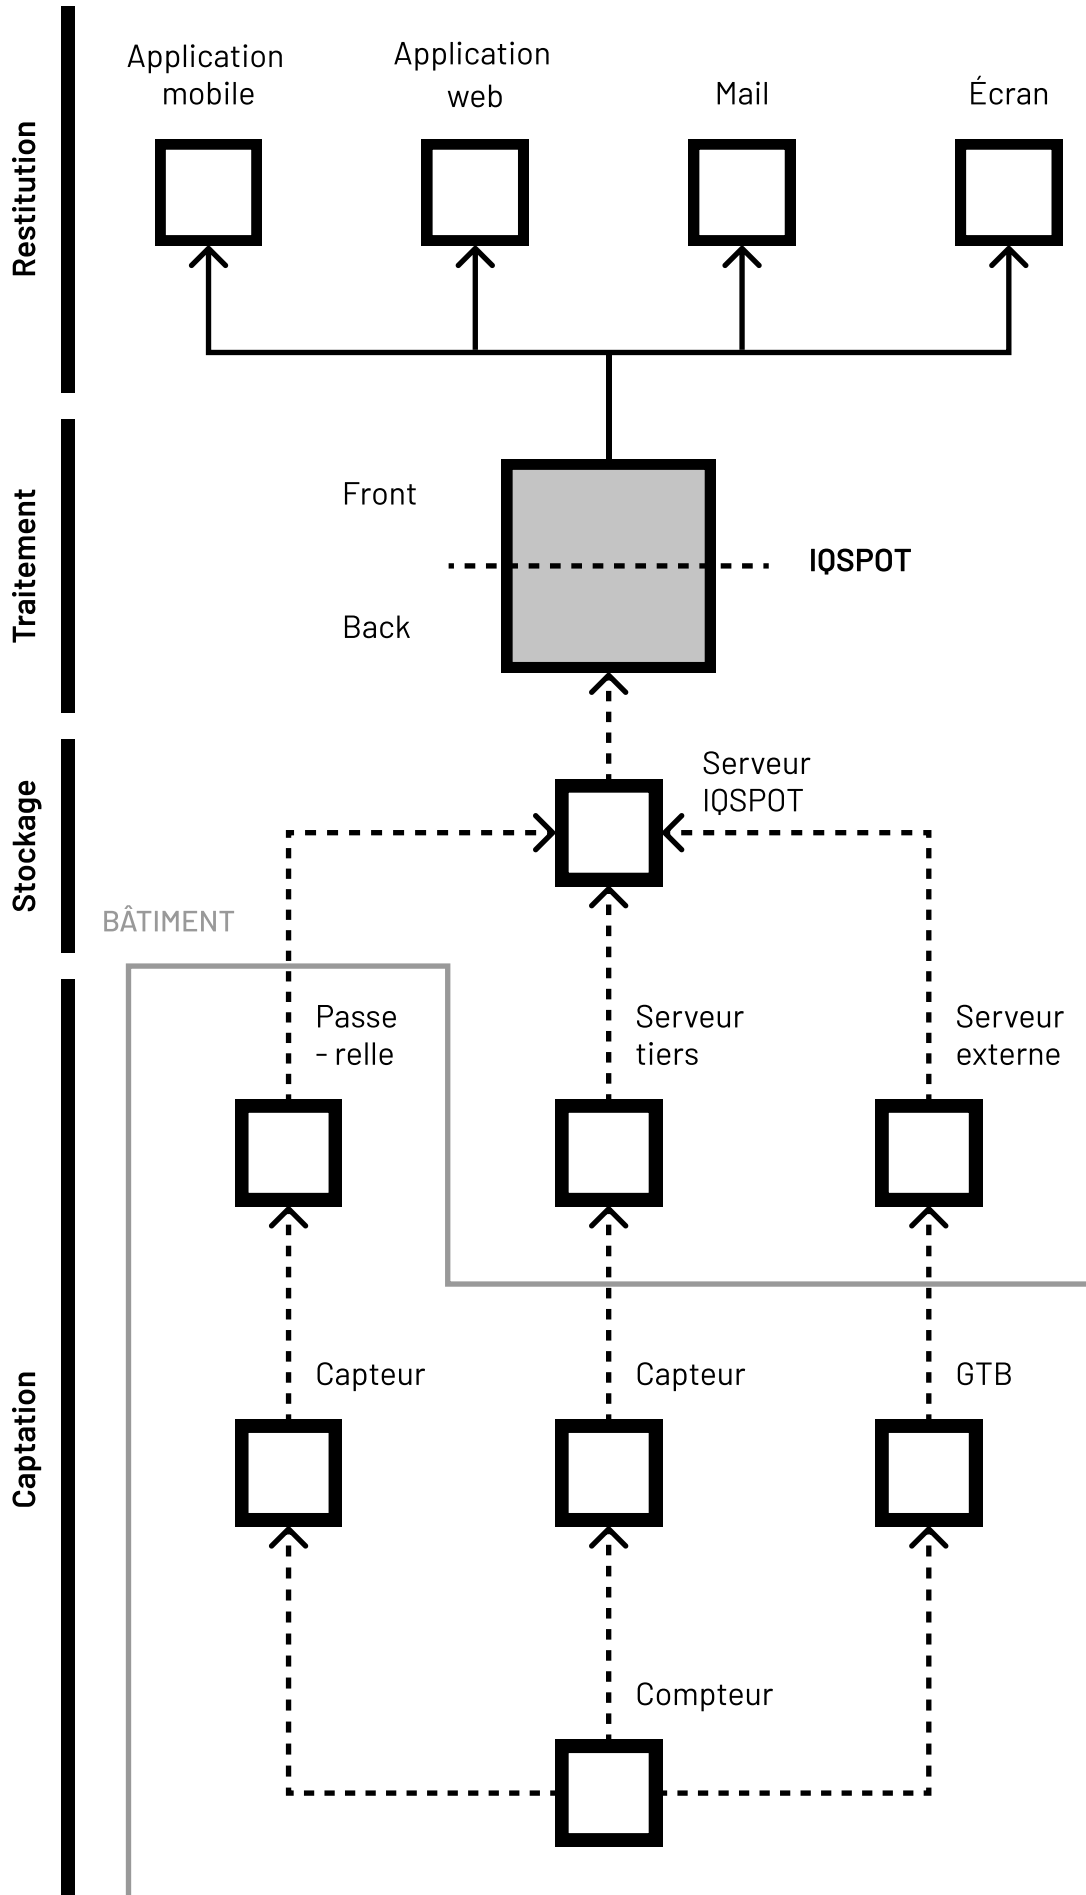 Restitution
Application
mobile
Application
web
Mail
Écran
Traitement
Front
Back
IQSPOT
Stockage
Serveur
IQSPOT
BÂTIMENT
Captation
Passe
- relle
Serveur
tiers
Serveur
externe
Capteur
Capteur
GTB
Compteur